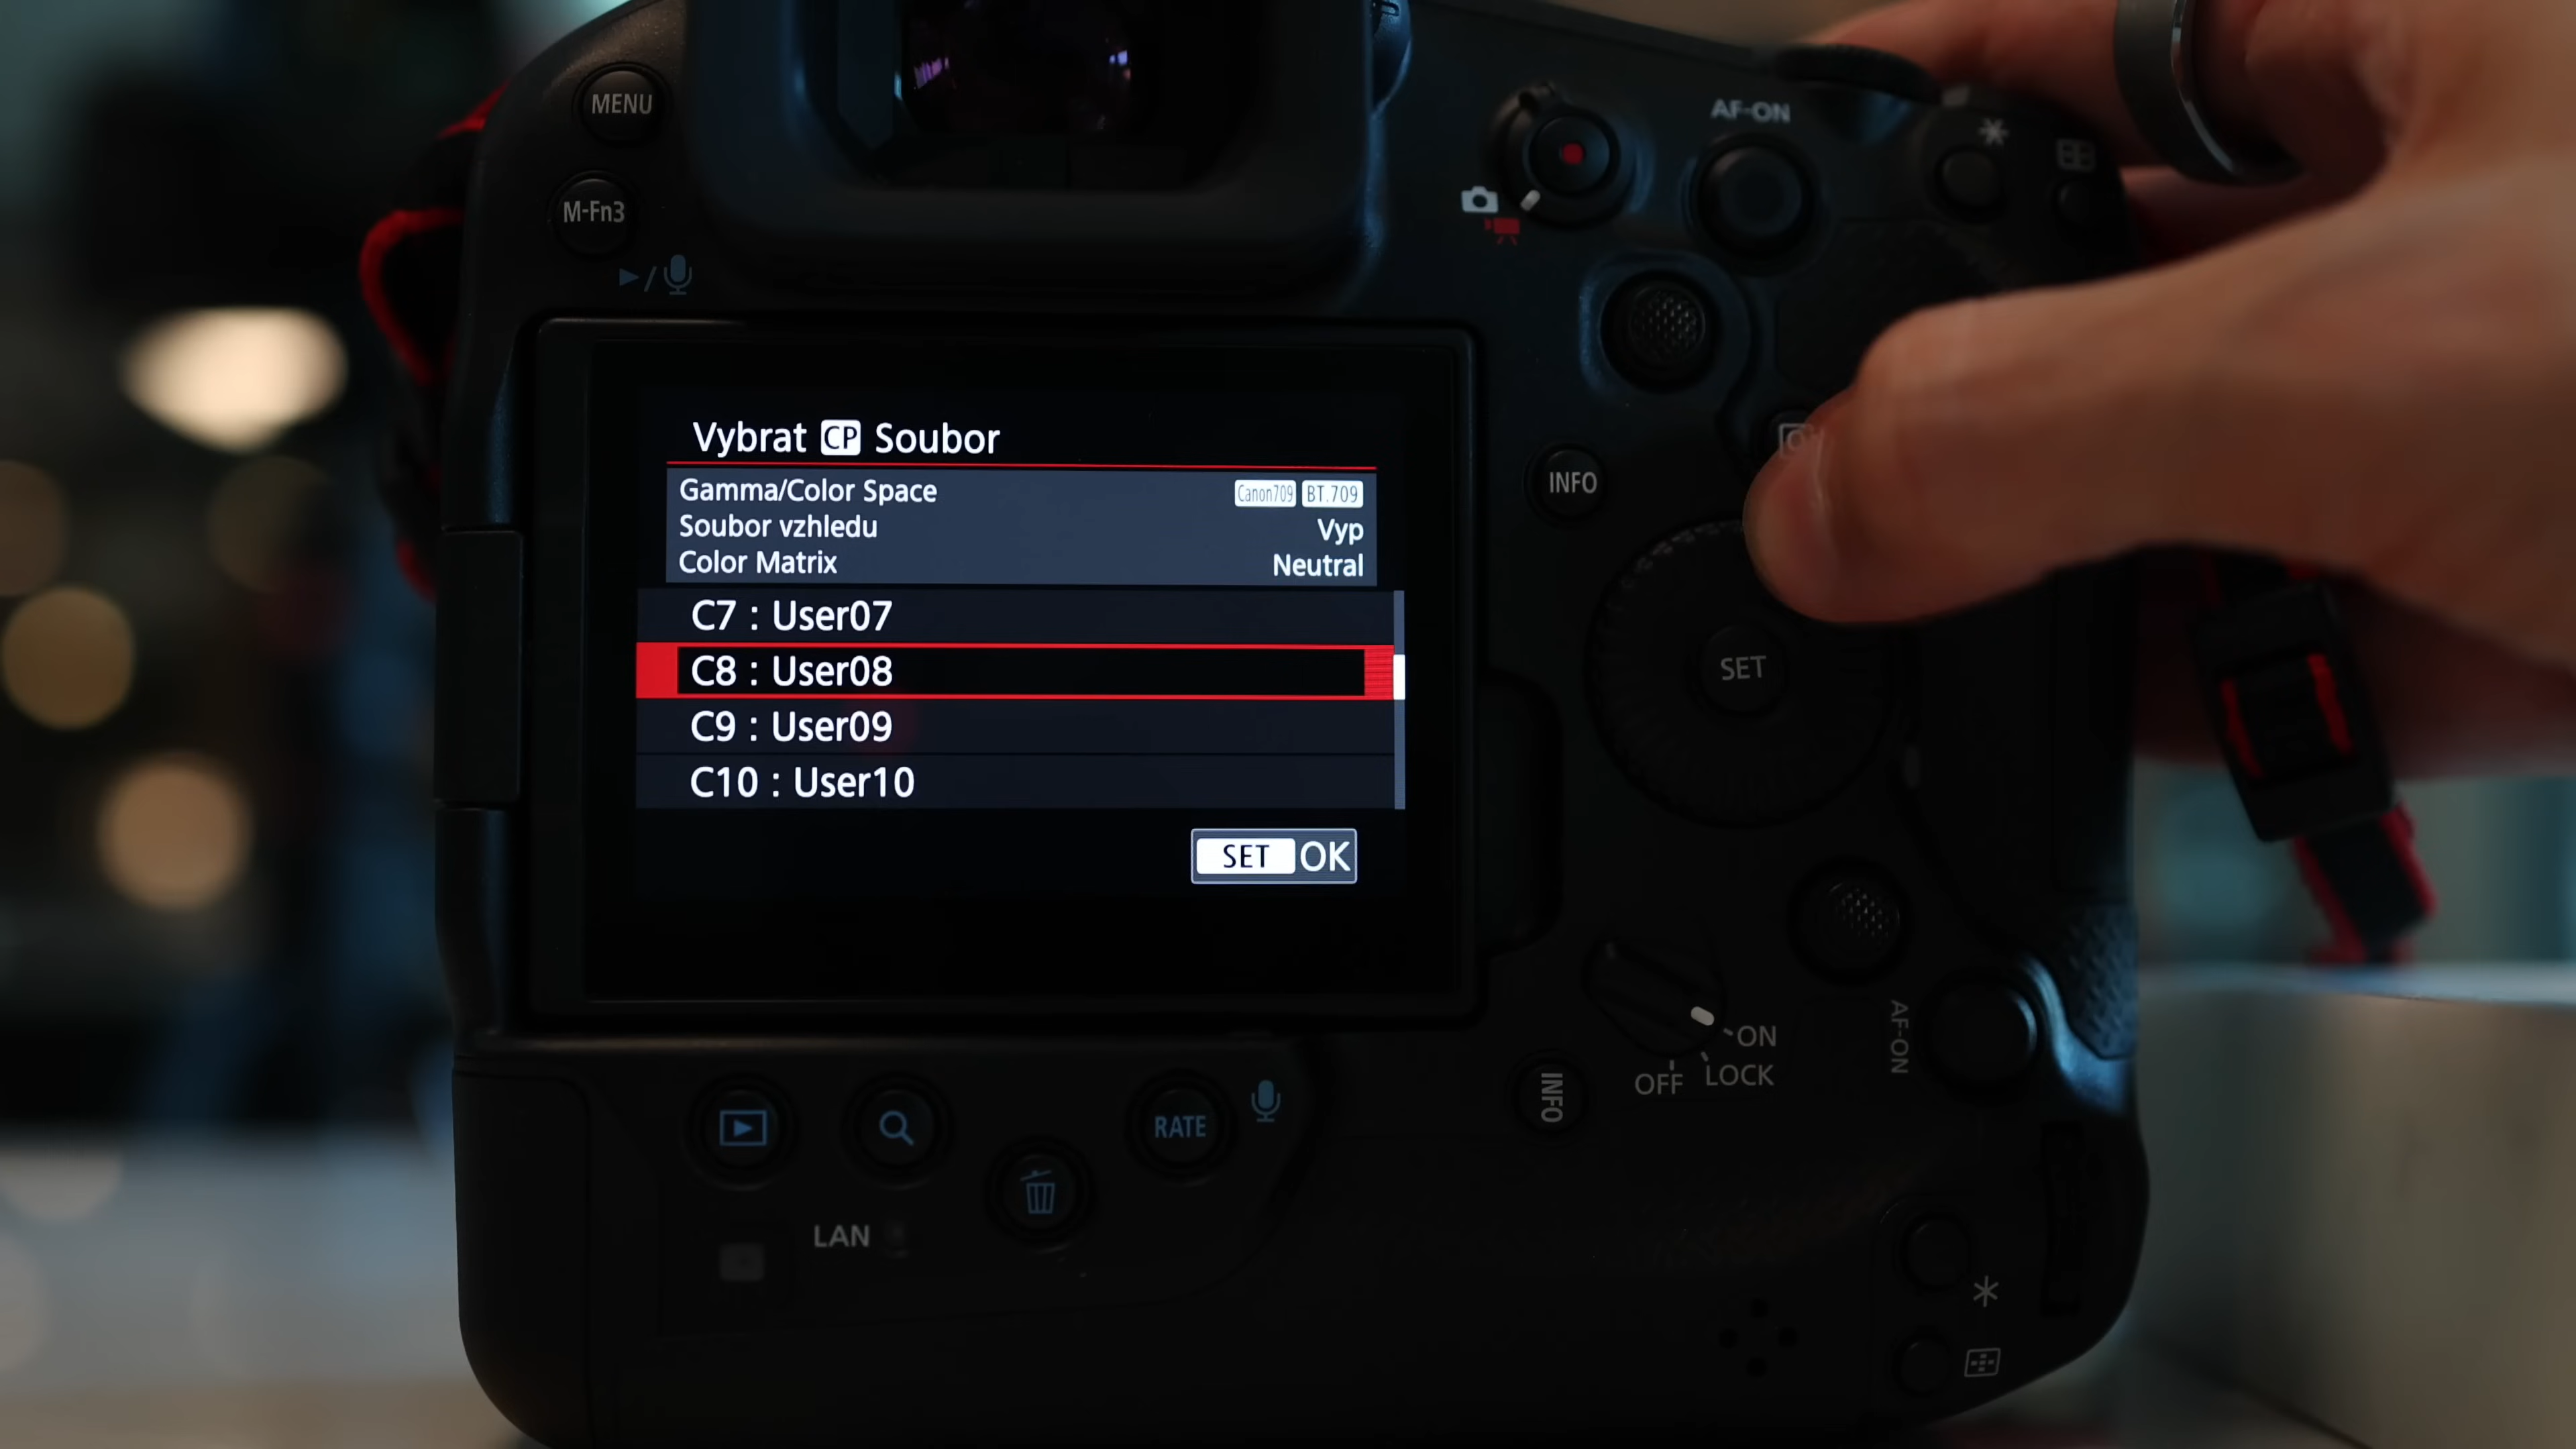 MENU
M-Fn3
AF-ON
INFO
Vybrat CP Soubor
Gamma/Color Space Canon709 BT.709
Soubor vzhledu Vyp
Color Matrix Neutral
C7 : User07
C8 : User08
C9 : User09
C10 : User10
SET OK
SET
ON
LOCK
OFF
AF-ON
INFO
RATE
LAN